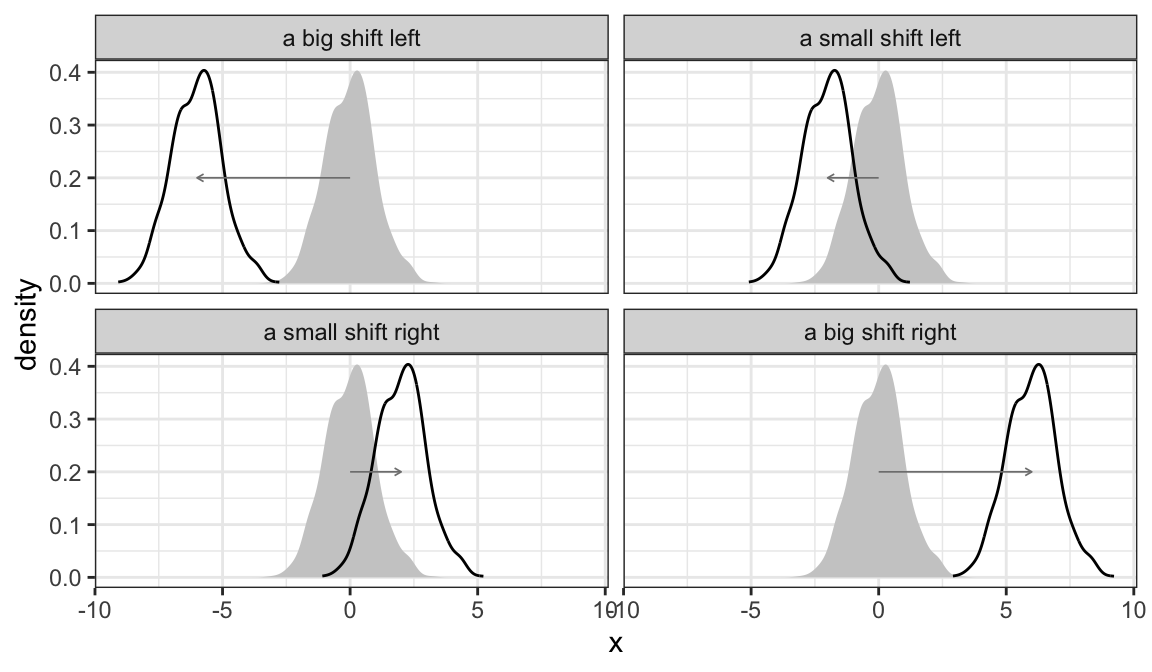 a big shift left
a small shift left
0.4
0.3
0.2
0.1
0.0
density
a small shift right
a big shift right
0.4
0.3
0.2
0.1
0.0
-10 -5 0 5 10
-10 -5 0 5 10
x